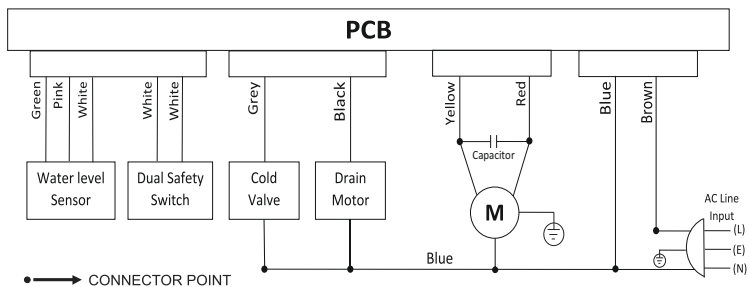 PCB
Green
Pink
White
White
White
Grey
Black
Yellow
Red
Blue
Brown
Capacitor
Water level
Sensor
Dual Safety
Switch
Cold
Valve
Drain
Motor
M
AC Line
Input
(L)
(E)
(N)
Blue
CONNECTOR POINT